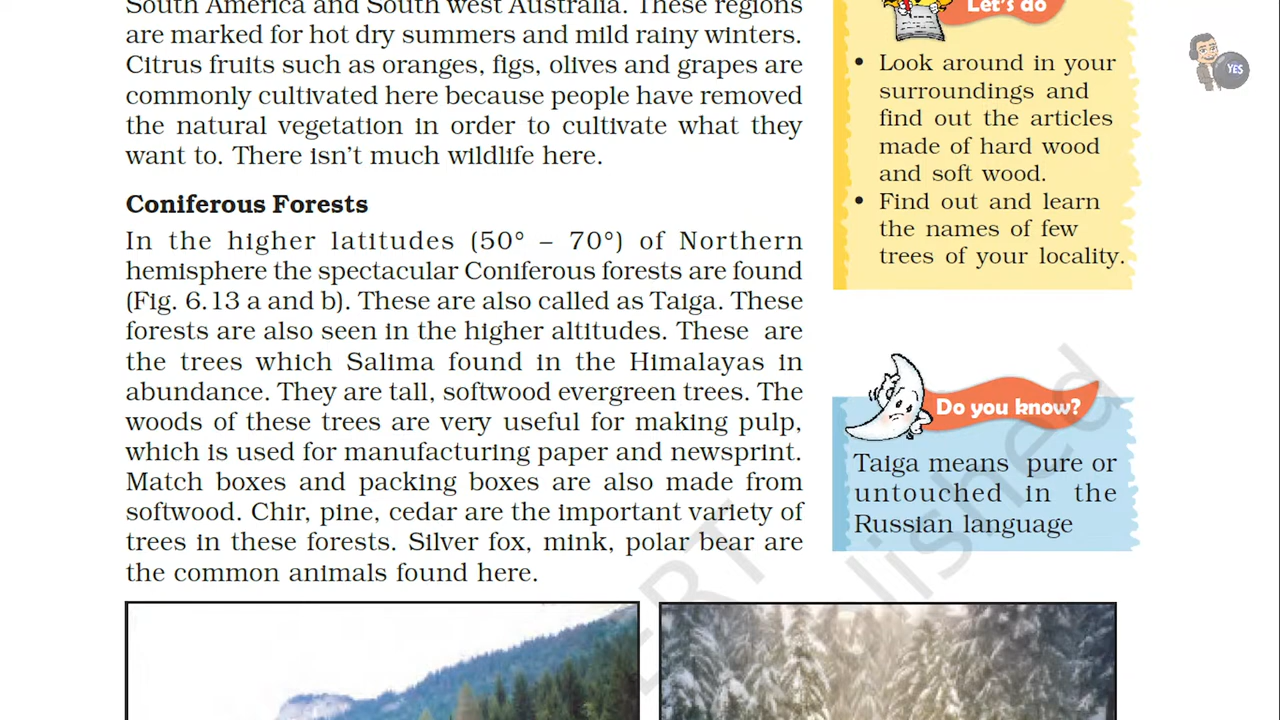 South America and South west Australia. These regions
are marked for hot dry summers and mild rainy winters.
Citrus fruits such as oranges, figs, olives and grapes are
commonly cultivated here because people have removed
the natural vegetation in order to cultivate what they
want to. There isn't much wildlife here.
Coniferous Forests
In the higher latitudes (50° – 70°) of Northern
hemisphere the spectacular Coniferous forests are found
(Fig. 6.13 a and b). These are also called as Taiga. These
forests are also seen in the higher altitudes. These are
the trees which Salima found in the Himalayas in
abundance. They are tall, softwood evergreen trees. The
woods of these trees are very useful for making pulp,
which is used for manufacturing paper and newsprint.
Match boxes and packing boxes are also made from
softwood. Chir, pine, cedar are the important variety of
trees in these forests. Silver fox, mink, polar bear are
the common animals found here.
Let's do
• Look around in your
surroundings and
find out the articles
made of hard wood
and soft wood.
• Find out and learn
the names of few
trees of your locality.
Do you know?
Taiga means pure or
untouched in the
Russian language
YES